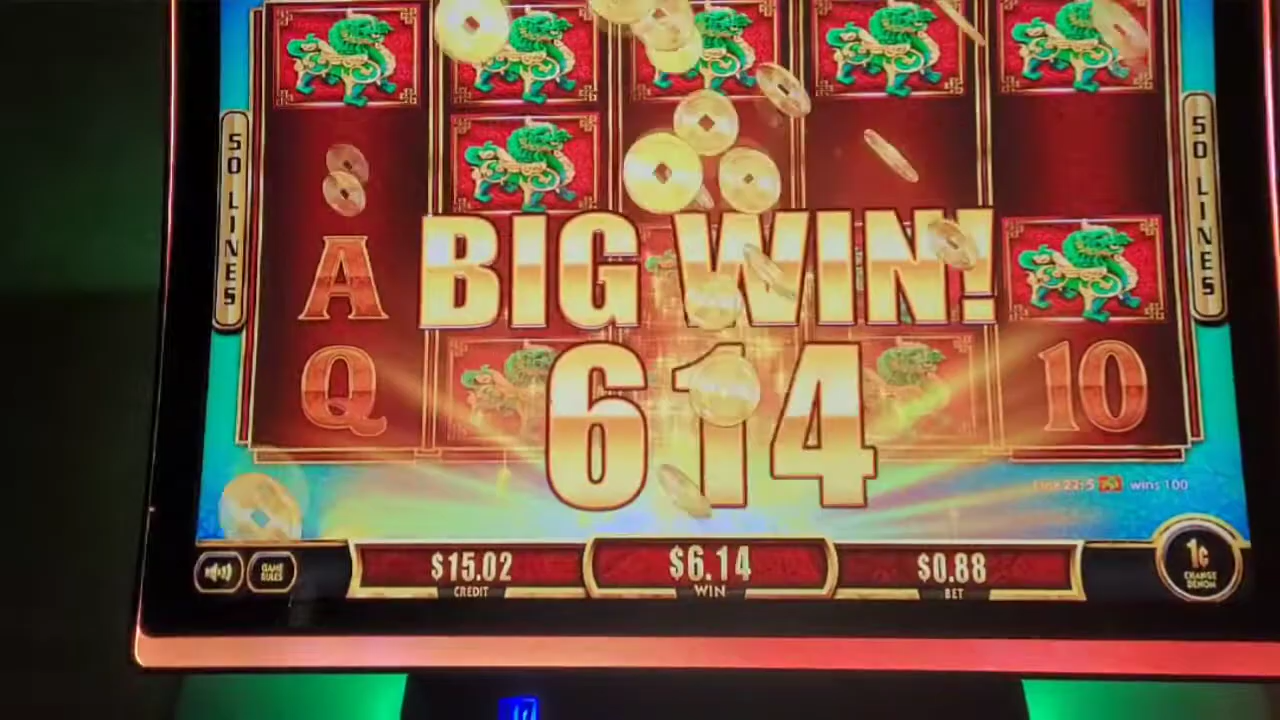 50 LINES
50 LINES
A
BIG WIN!
Q
614
10
wins 100
$15.02
CREDIT
$6.14
WIN
$0.88
BET
GAME
RULES
1¢
CHANGE
DENOM